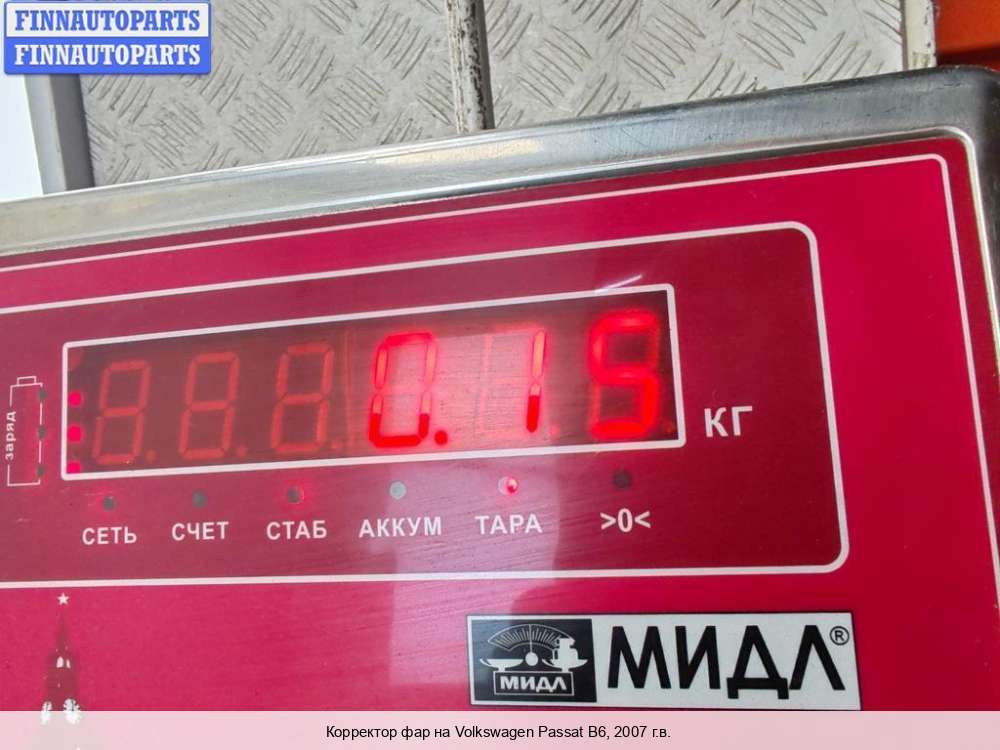 FINNAUTOPARTS
FINNAUTOPARTS
заряд
0.15
КГ
СЕТЬ СЧЕТ СТАБ АККУМ ТАРА >0<
МИДЛ
МИДЛ®
Корректор фар на Volkswagen Passat B6, 2007 г.в.